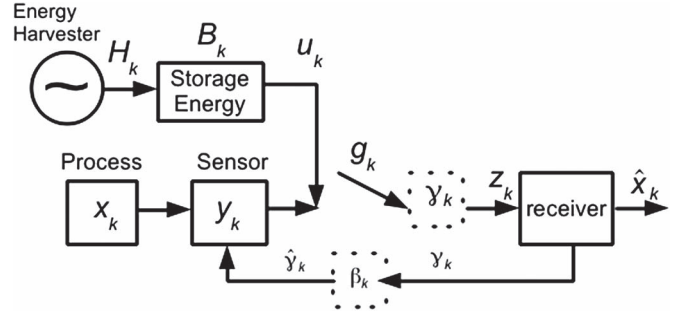 Energy
Harvester
H_k
B_k
u_k
~
Storage
Energy
g_k
Process
Sensor
x_k
y_k
γ_k
z_k
receiver
x̂_k
γ̂_k
β_k
γ_k